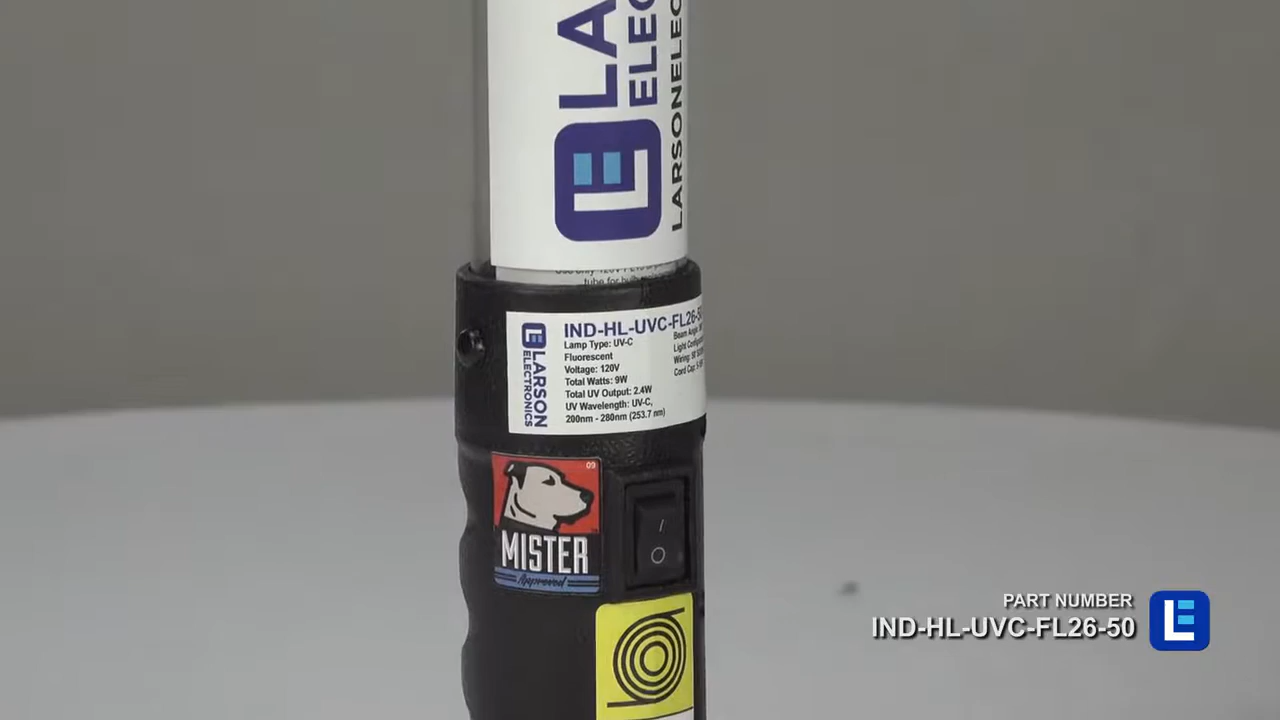 LA
ELEC
LARSONELEC
tube for
IND-HL-UVC-FL26-50
Lamp Type: UV-C
Fluorescent
Voltage: 120V
Total Watts: 9W
Total UV Output: 2.4W
UV Wavelength: UV-C,
200nm - 280nm (253.7 nm)
Beam Angle:
Light Configu
Wiring:
Cord Cap:
LARSON
ELECTRONICS
09
MISTER
Approved
PART NUMBER
IND-HL-UVC-FL26-50